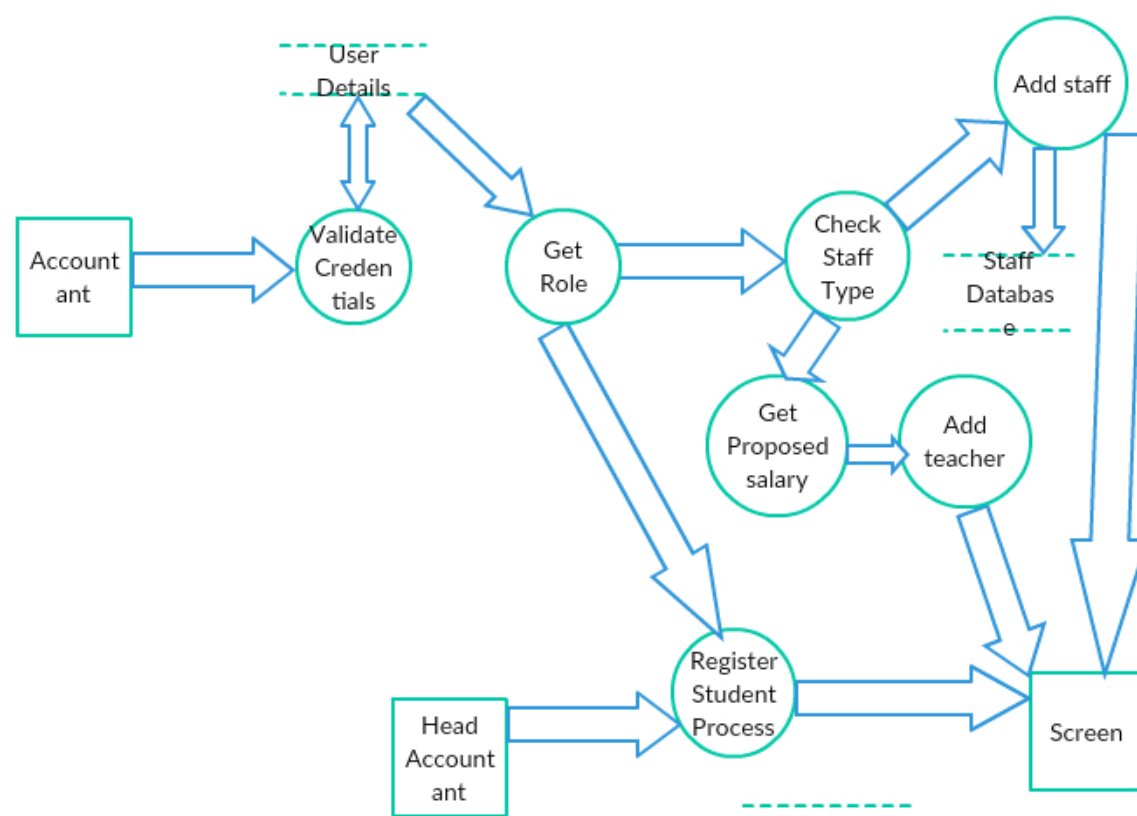 User
Details
Add staff
Account
ant
Validate
Creden
tials
Get
Role
Check
Staff
Type
Staff
Databas
e
Get
Proposed
salary
Add
teacher
Register
Student
Process
Head
Account
ant
Screen